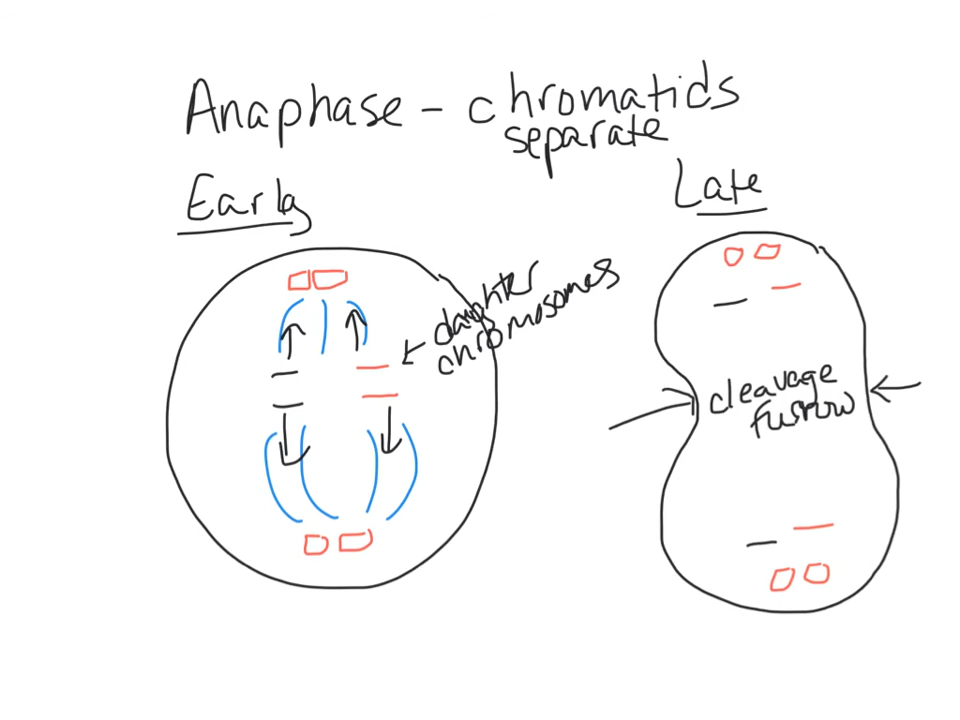 Anaphase - chromatids
separate
Early
Late
daughter
chromosomes
cleavage
furrow